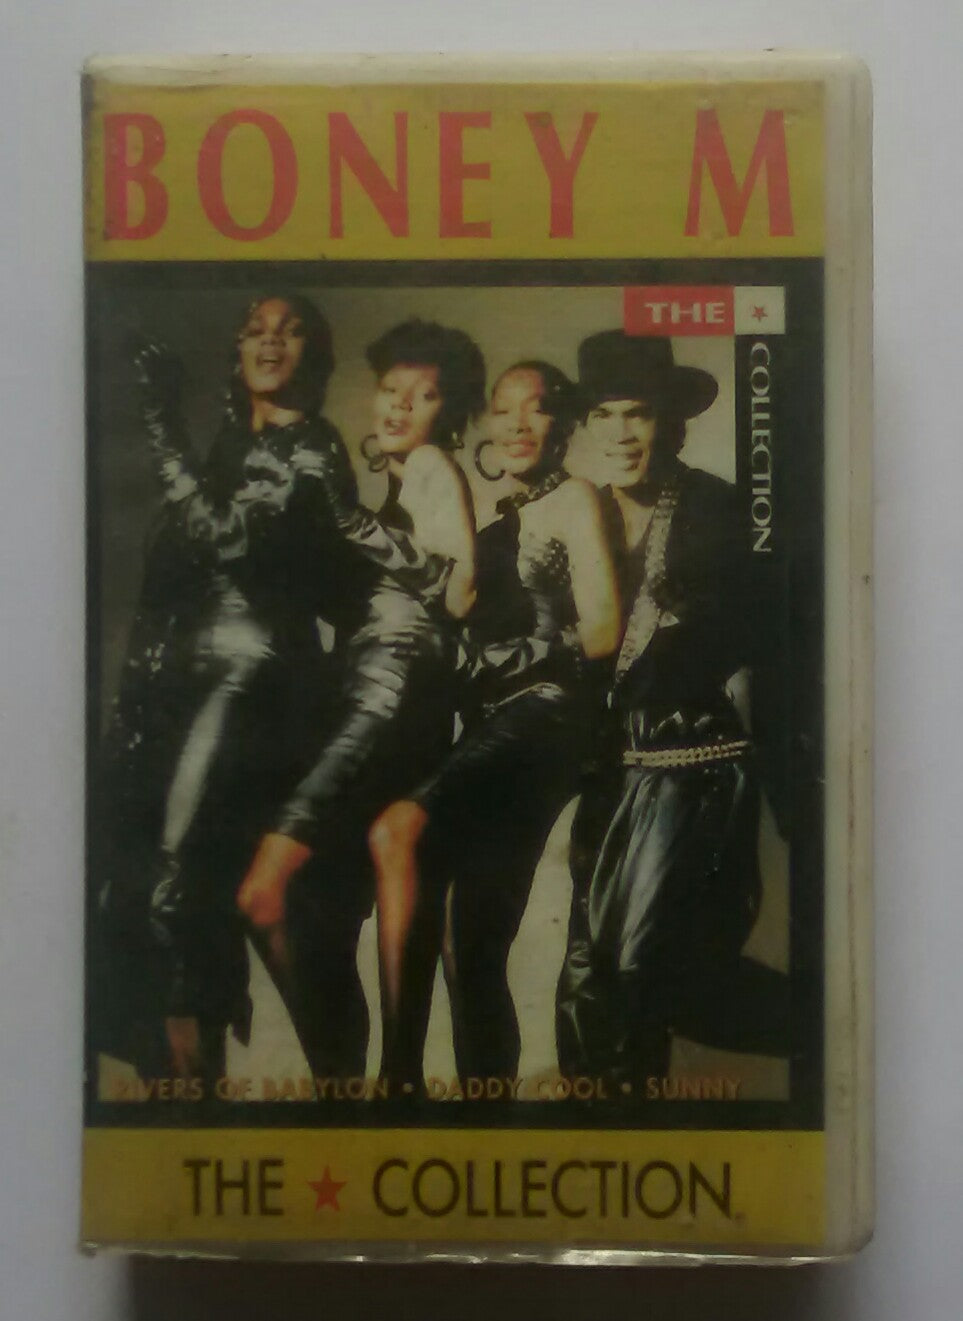 BONEY M
THE
COLLECTION
RIVERS OF BABYLON • DADDY COOL • SUNNY
THE ★ COLLECTION